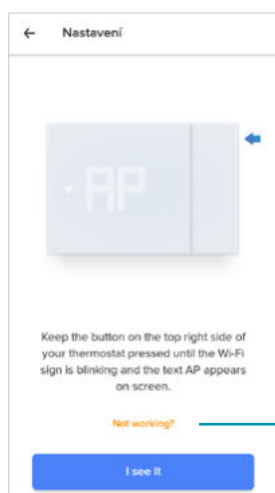 ← Nastavení
AP
Keep the button on the top right side of
your thermostat pressed until the Wi-Fi
sign is blinking and the text AP appears
on screen.
Not working?
I see It